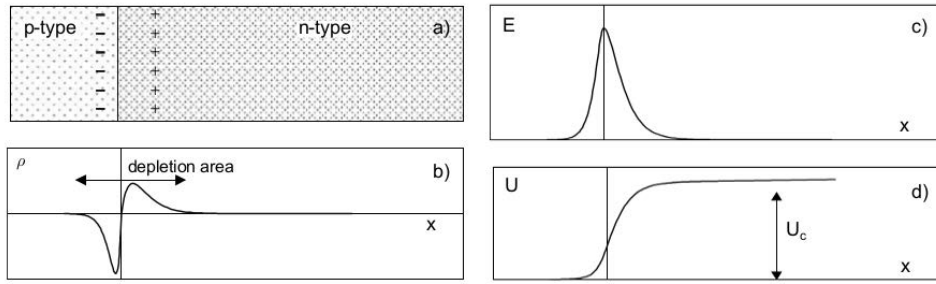 p-type
n-type
a)
ρ
depletion area
b)
x
E
c)
x
U
d)
U_c
x